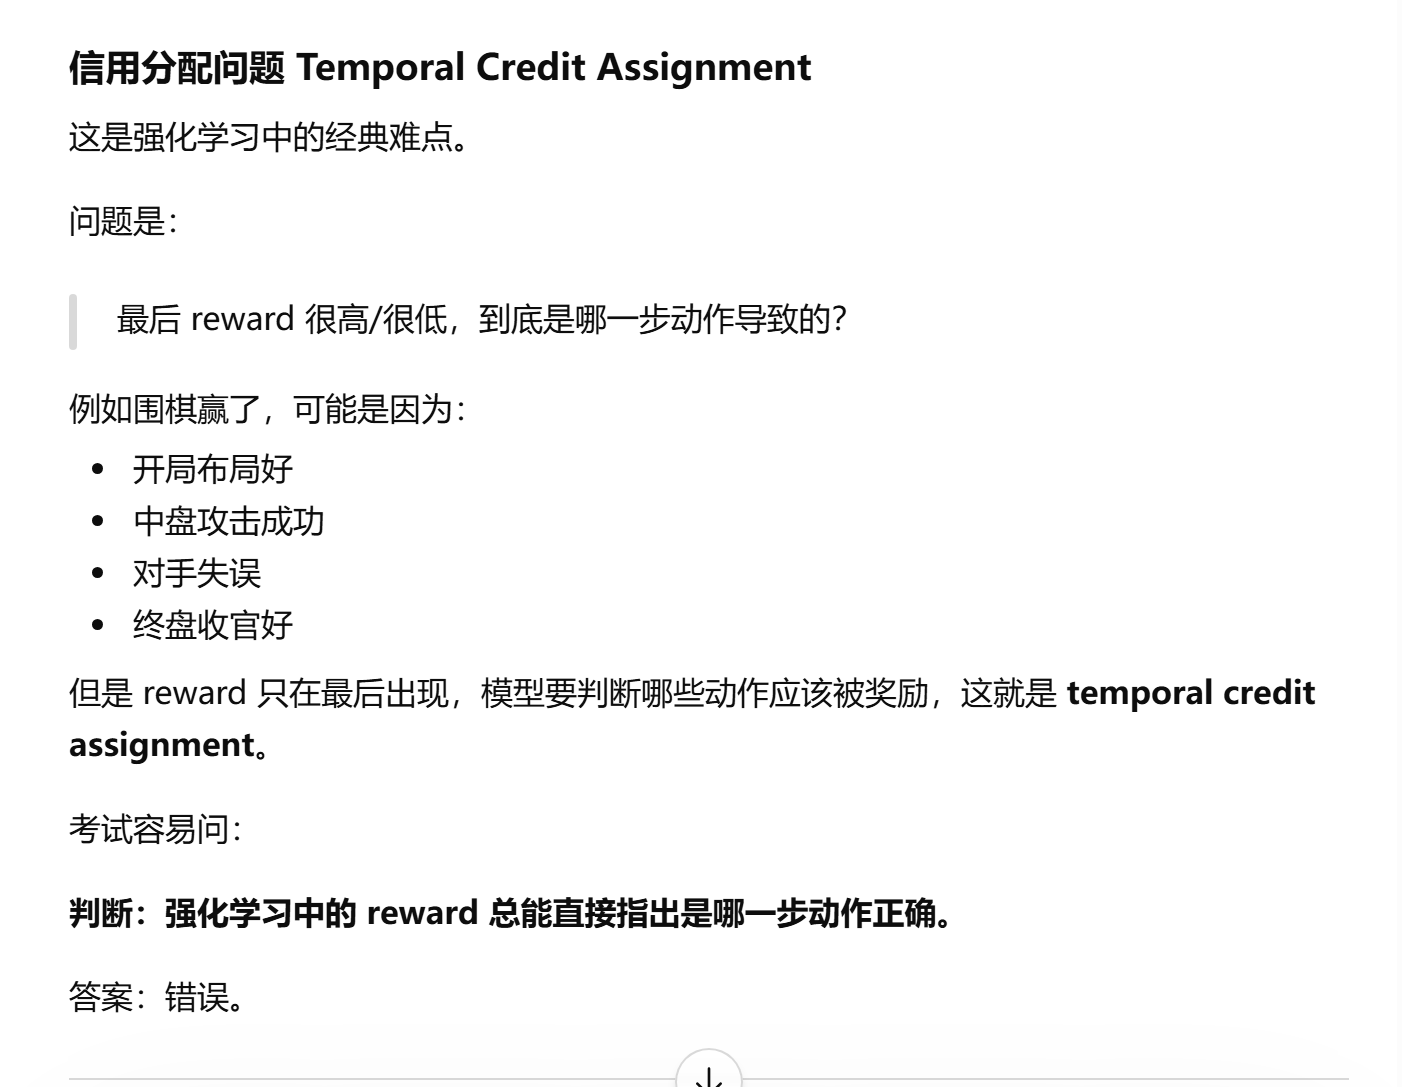 信用分配问题 Temporal Credit Assignment
这是强化学习中的经典难点。
问题是：
最后 reward 很高/很低，到底是哪一步动作导致的？
例如围棋赢了，可能是因为：
• 开局布局好
• 中盘攻击成功
• 对手失误
• 终盘收官好
但是 reward 只在最后出现，模型要判断哪些动作应该被奖励，这就是 temporal credit
assignment。
考试容易问：
判断：强化学习中的 reward 总能直接指出是哪一步动作正确。
答案：错误。